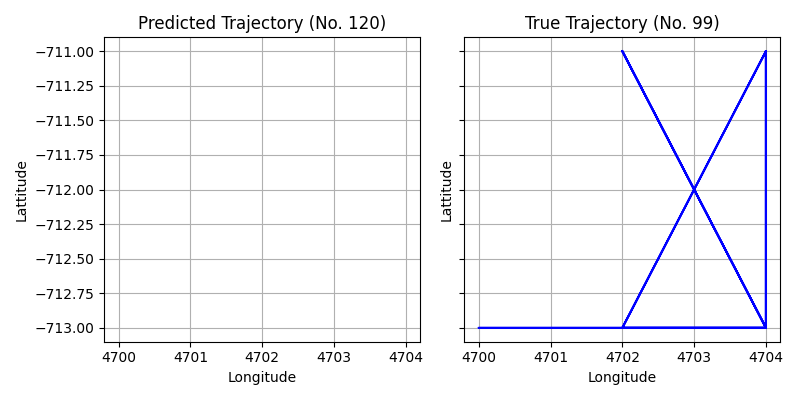 Predicted Trajectory (No. 120)
True Trajectory (No. 99)
Lattitude
−711.00
−711.25
−711.50
−711.75
−712.00
−712.25
−712.50
−712.75
−713.00
4700 4701 4702 4703 4704
Longitude
Lattitude
4700 4701 4702 4703 4704
Longitude